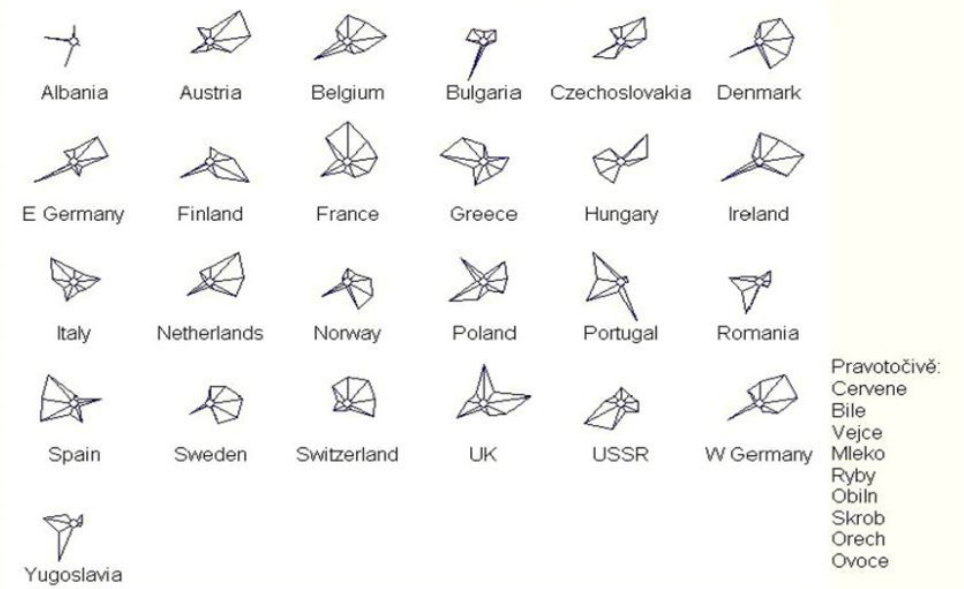 Albania Austria Belgium Bulgaria Czechoslovakia Denmark
E Germany Finland France Greece Hungary Ireland
Italy Netherlands Norway Poland Portugal Romania
Spain Sweden Switzerland UK USSR W Germany
Yugoslavia
Pravotočivě:
Cervene
Bile
Vejce
Mleko
Ryby
Obiln
Skrob
Orech
Ovoce